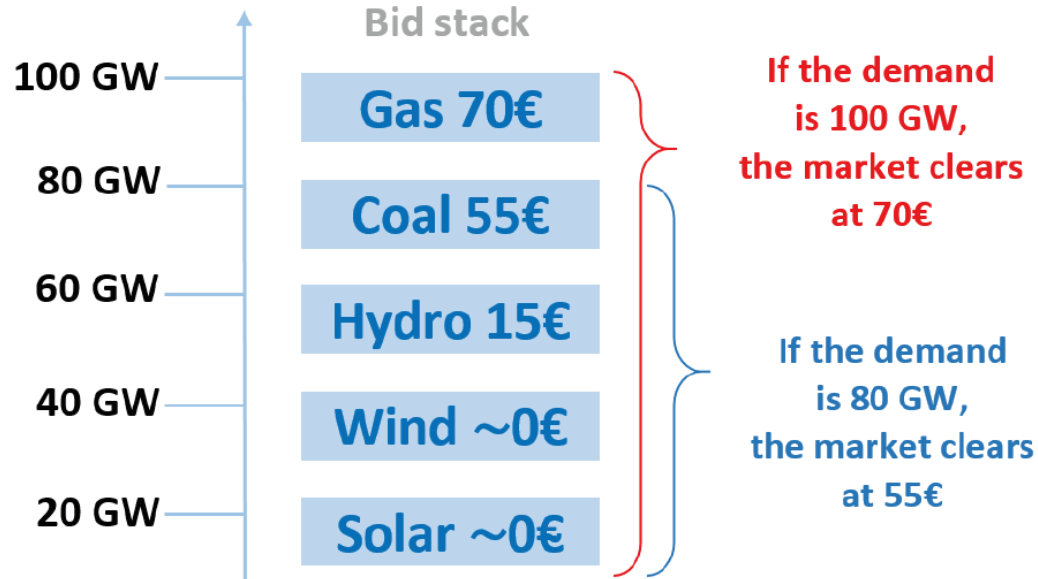 Bid stack
100 GW
80 GW
60 GW
40 GW
20 GW
Gas 70€
Coal 55€
Hydro 15€
Wind ~0€
Solar ~0€
If the demand
is 100 GW,
the market clears
at 70€
If the demand
is 80 GW,
the market clears
at 55€